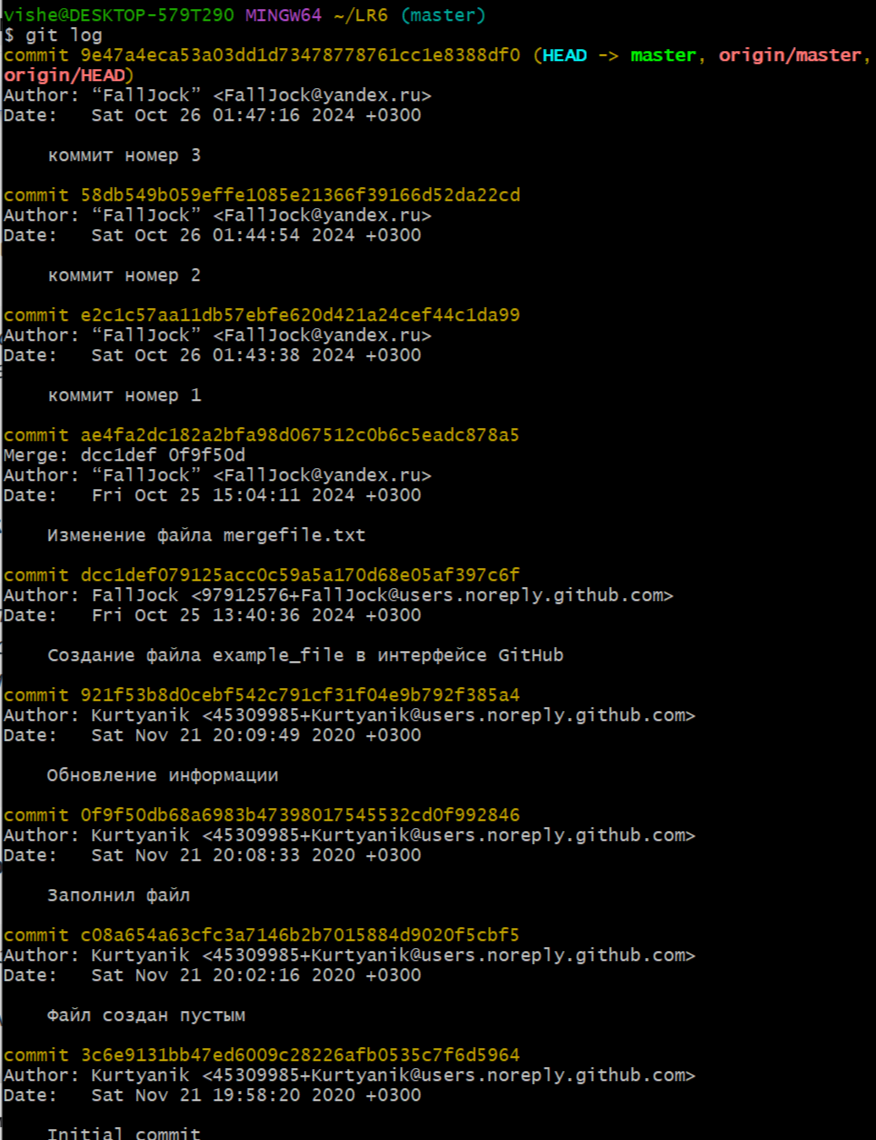 vishe@DESKTOP-579T290 MINGW64 ~/LR6 (master)
$ git log
commit 9e47a4eca53a03dd1d73478778761cc1e8388df0 (HEAD -> master, origin/master,
origin/HEAD)
Author: “FallJock” <FallJock@yandex.ru>
Date:   Sat Oct 26 01:47:16 2024 +0300
коммит номер 3
commit 58db549b059effe1085e21366f39166d52da22cd
Author: “FallJock” <FallJock@yandex.ru>
Date:   Sat Oct 26 01:44:54 2024 +0300
коммит номер 2
commit e2c1c57aa11db57ebfe620d421a24cef44c1da99
Author: “FallJock” <FallJock@yandex.ru>
Date:   Sat Oct 26 01:43:38 2024 +0300
коммит номер 1
commit ae4fa2dc182a2bfa98d067512c0b6c5eadc878a5
Merge: dcc1def 0f9f50d
Author: “FallJock” <FallJock@yandex.ru>
Date:   Fri Oct 25 15:04:11 2024 +0300
Изменение файла mergefile.txt
commit dcc1def079125acc0c59a5a170d68e05af397c6f
Author: FallJock <97912576+FallJock@users.noreply.github.com>
Date:   Fri Oct 25 13:40:36 2024 +0300
Создание файла example_file в интерфейсе GitHub
commit 921f53b8d0cebf542c791cf31f04e9b792f385a4
Author: Kurtyanik <45309985+Kurtyanik@users.noreply.github.com>
Date:   Sat Nov 21 20:09:49 2020 +0300
Обновление информации
commit 0f9f50db68a6983b47398017545532cd0f992846
Author: Kurtyanik <45309985+Kurtyanik@users.noreply.github.com>
Date:   Sat Nov 21 20:08:33 2020 +0300
Заполнил файл
commit c08a654a63cfc3a7146b2b7015884d9020f5cbf5
Author: Kurtyanik <45309985+Kurtyanik@users.noreply.github.com>
Date:   Sat Nov 21 20:02:16 2020 +0300
Файл создан пустым
commit 3c6e9131bb47ed6009c28226afb0535c7f6d5964
Author: Kurtyanik <45309985+Kurtyanik@users.noreply.github.com>
Date:   Sat Nov 21 19:58:20 2020 +0300
Initial commit